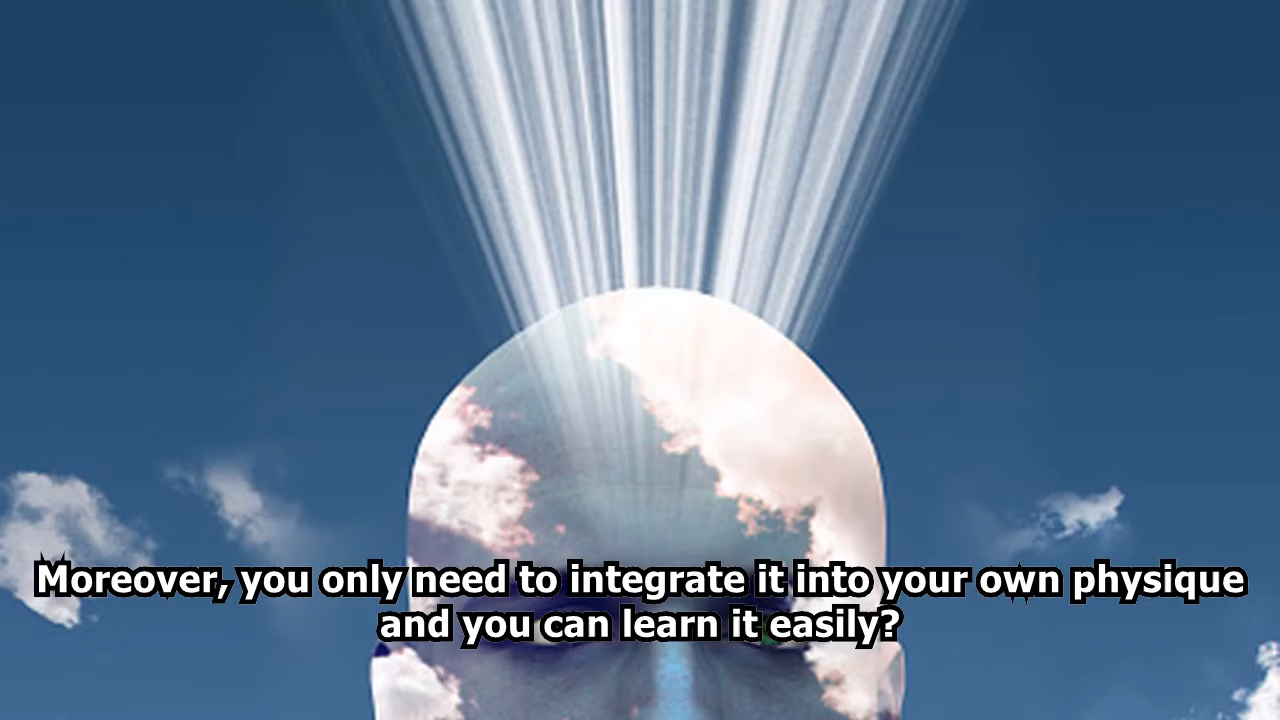 Moreover, you only need to integrate it into your own physique
and you can learn it easily?